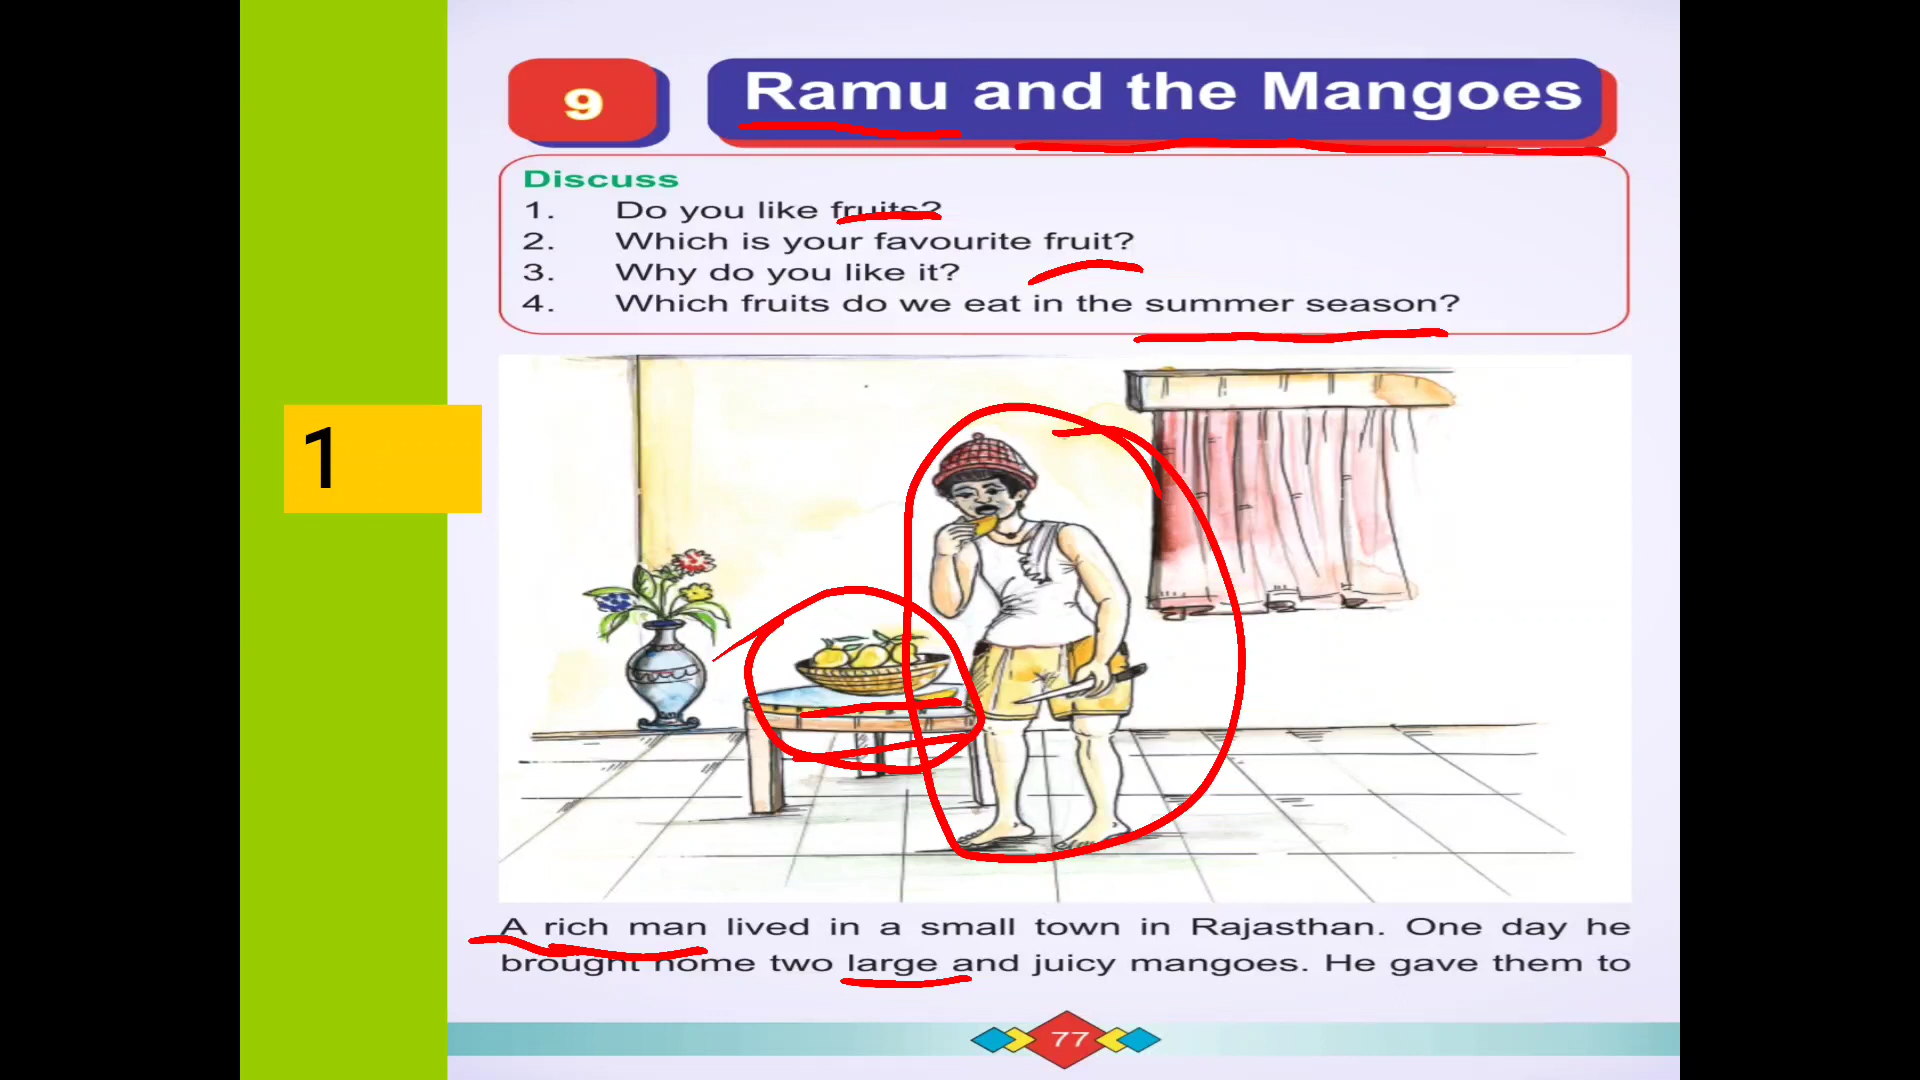 9
Ramu and the Mangoes
Discuss
1. Do you like fruits?
2. Which is your favourite fruit?
3. Why do you like it?
4. Which fruits do we eat in the summer season?
1
A rich man lived in a small town in Rajasthan. One day he
brought home two large and juicy mangoes. He gave them to
77